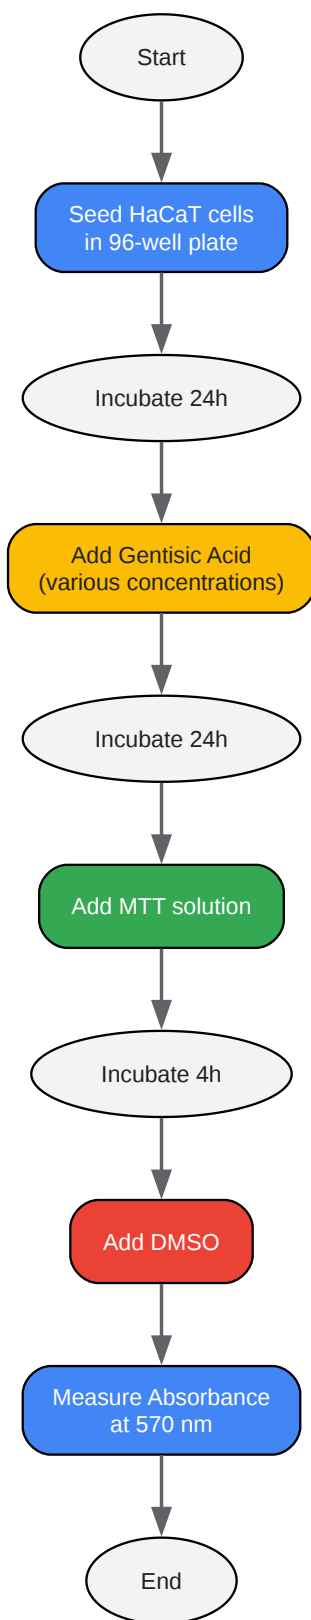 Start
Seed HaCaT cells
in 96-well plate
Incubate 24h
Add Gentisic Acid
(various concentrations)
Incubate 24h
Add MTT solution
Incubate 4h
Add DMSO
Measure Absorbance
at 570 nm
End